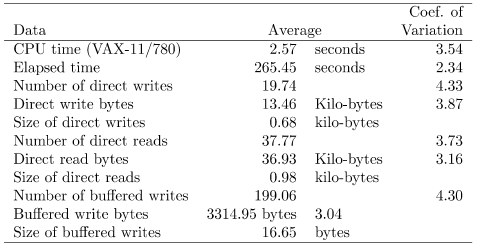 Coef. of
Data Average Variation
CPU time (VAX-11/780) 2.57 seconds 3.54
Elapsed time 265.45 seconds 2.34
Number of direct writes 19.74 4.33
Direct write bytes 13.46 Kilo-bytes 3.87
Size of direct writes 0.68 kilo-bytes
Number of direct reads 37.77 3.73
Direct read bytes 36.93 Kilo-bytes 3.16
Size of direct reads 0.98 kilo-bytes
Number of buffered writes 199.06 4.30
Buffered write bytes 3314.95 bytes 3.04
Size of buffered writes 16.65 bytes